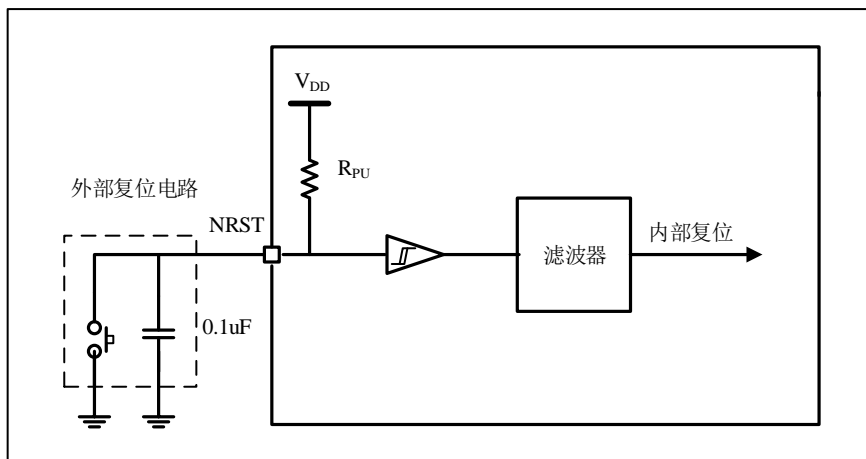 V_DD
R_PU
外部复位电路
NRST
内部复位
滤波器
0.1uF